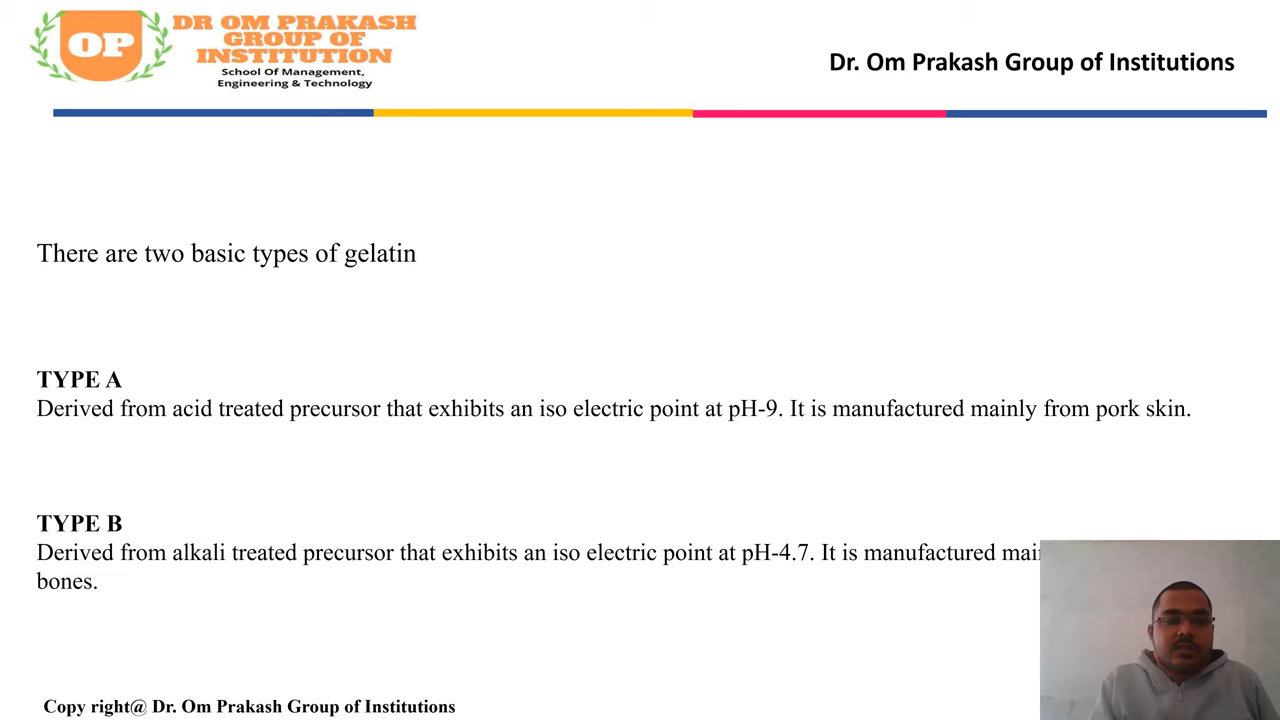 OP
DR OM PRAKASH
GROUP OF
INSTITUTION
School Of Management,
Engineering & Technology
Dr. Om Prakash Group of Institutions
There are two basic types of gelatin
TYPE A
Derived from acid treated precursor that exhibits an iso electric point at pH-9. It is manufactured mainly from pork skin.
TYPE B
Derived from alkali treated precursor that exhibits an iso electric point at pH-4.7. It is manufactured
bones.
Copy right@ Dr. Om Prakash Group of Institutions